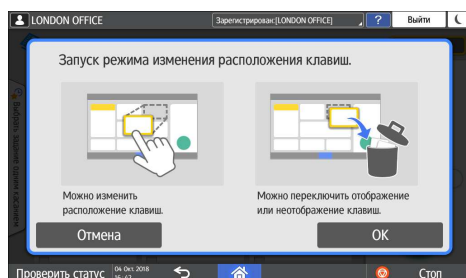 LONDON OFFICE
Зарегистрирован:[LONDON OFFICE]
?
Выйти
Запуск режима изменения расположения клавиш.
Можно изменить
расположение клавиш.
Можно переключить отображение
или неотображение клавиш.
Отмена
OK
Проверить статус
04 Окт. 2018
Стоп